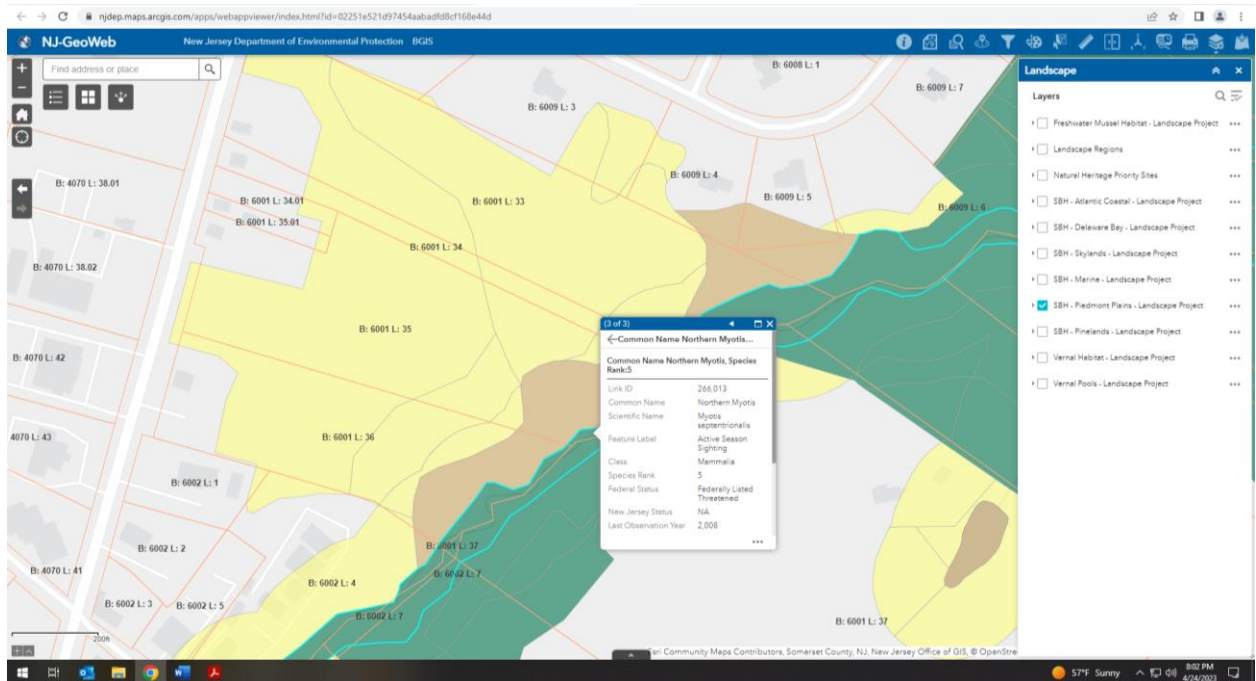 njdep.maps.arcgis.com/apps/webappviewer/index.html?id=02251e521d97454aabadfd8cf168e44d
NJ-GeoWeb
New Jersey Department of Environmental Protection BGIS
Find address or place
Landscape
Layers
Freshwater Mussel Habitat - Landscape Project
Landscape Regions
Natural Heritage Priority Sites
SBH - Atlantic Coastal - Landscape Project
SBH - Delaware Bay - Landscape Project
SBH - Skylands - Landscape Project
SBH - Marine - Landscape Project
SBH - Piedmont Plains - Landscape Project
SBH - Pinelands - Landscape Project
Vernal Habitat - Landscape Project
Vernal Pools - Landscape Project
B: 6008 L: 1
B: 6009 L: 7
B: 6009 L: 3
B: 6009 L: 4
B: 4070 L: 38.01
B: 6009 L: 5
B: 6001 L: 34.01
B: 6001 L: 33
B: 6009 L: 6
B: 6001 L: 35.01
B: 6001 L: 34
B: 4070 L: 38.02
B: 6001 L: 35
B: 4070 L: 42
4070 L: 43
B: 6001 L: 36
B: 6002 L: 1
B: 6001 L: 37
B: 6002 L: 2
B: 4070 L: 41
B: 6002 L: 7
B: 6002 L: 4
B: 6002 L: 3
B: 6002 L: 5
B: 6002 L: 7
B: 6001 L: 37
(3 of 3)
Common Name Northern Myotis...
Common Name Northern Myotis, Species
Rank:5
Link ID 266,013
Common Name Northern Myotis
Scientific Name Myotis
septentrionalis
Feature Label Active Season
Sighting
Class Mammalia
Species Rank 5
Federal Status Federally Listed
Threatened
New Jersey Status NA
Last Observation Year 2,008
200ft
Esri Community Maps Contributors, Somerset County, NJ, New Jersey Office of GIS, © OpenStre
57°F Sunny
8:02 PM
4/24/2023